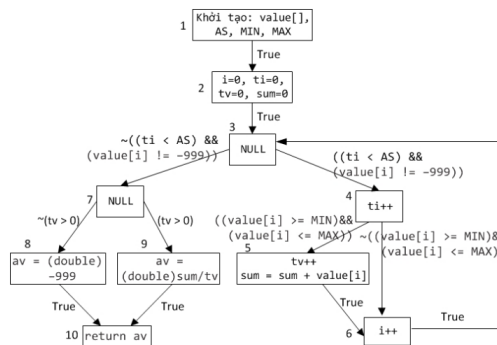 1
Khởi tạo: value[],
AS, MIN, MAX
True
2
i=0, ti=0,
tv=0, sum=0
True
3
NULL
~((ti < AS) &&
(value[i] != -999))
((ti < AS) &&
(value[i] != -999))
7
NULL
4
ti++
~(tv > 0)
(tv > 0)
((value[i] >= MIN)&&
(value[i] <= MAX))
~((value[i] >= MIN)&
(value[i] <= MAX)
8
av = (double)
-999
9
av =
(double)sum/tv
5
tv++
sum = sum + value[i]
True
True
True
True
10
return av
6
i++